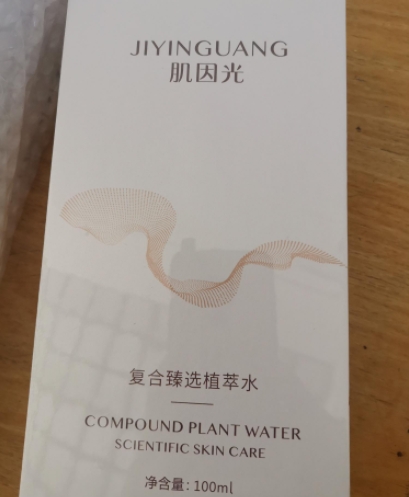 JIYINGUANG
肌因光
复合臻选植萃水
COMPOUND PLANT WATER
SCIENTIFIC SKIN CARE
净含量: 100ml